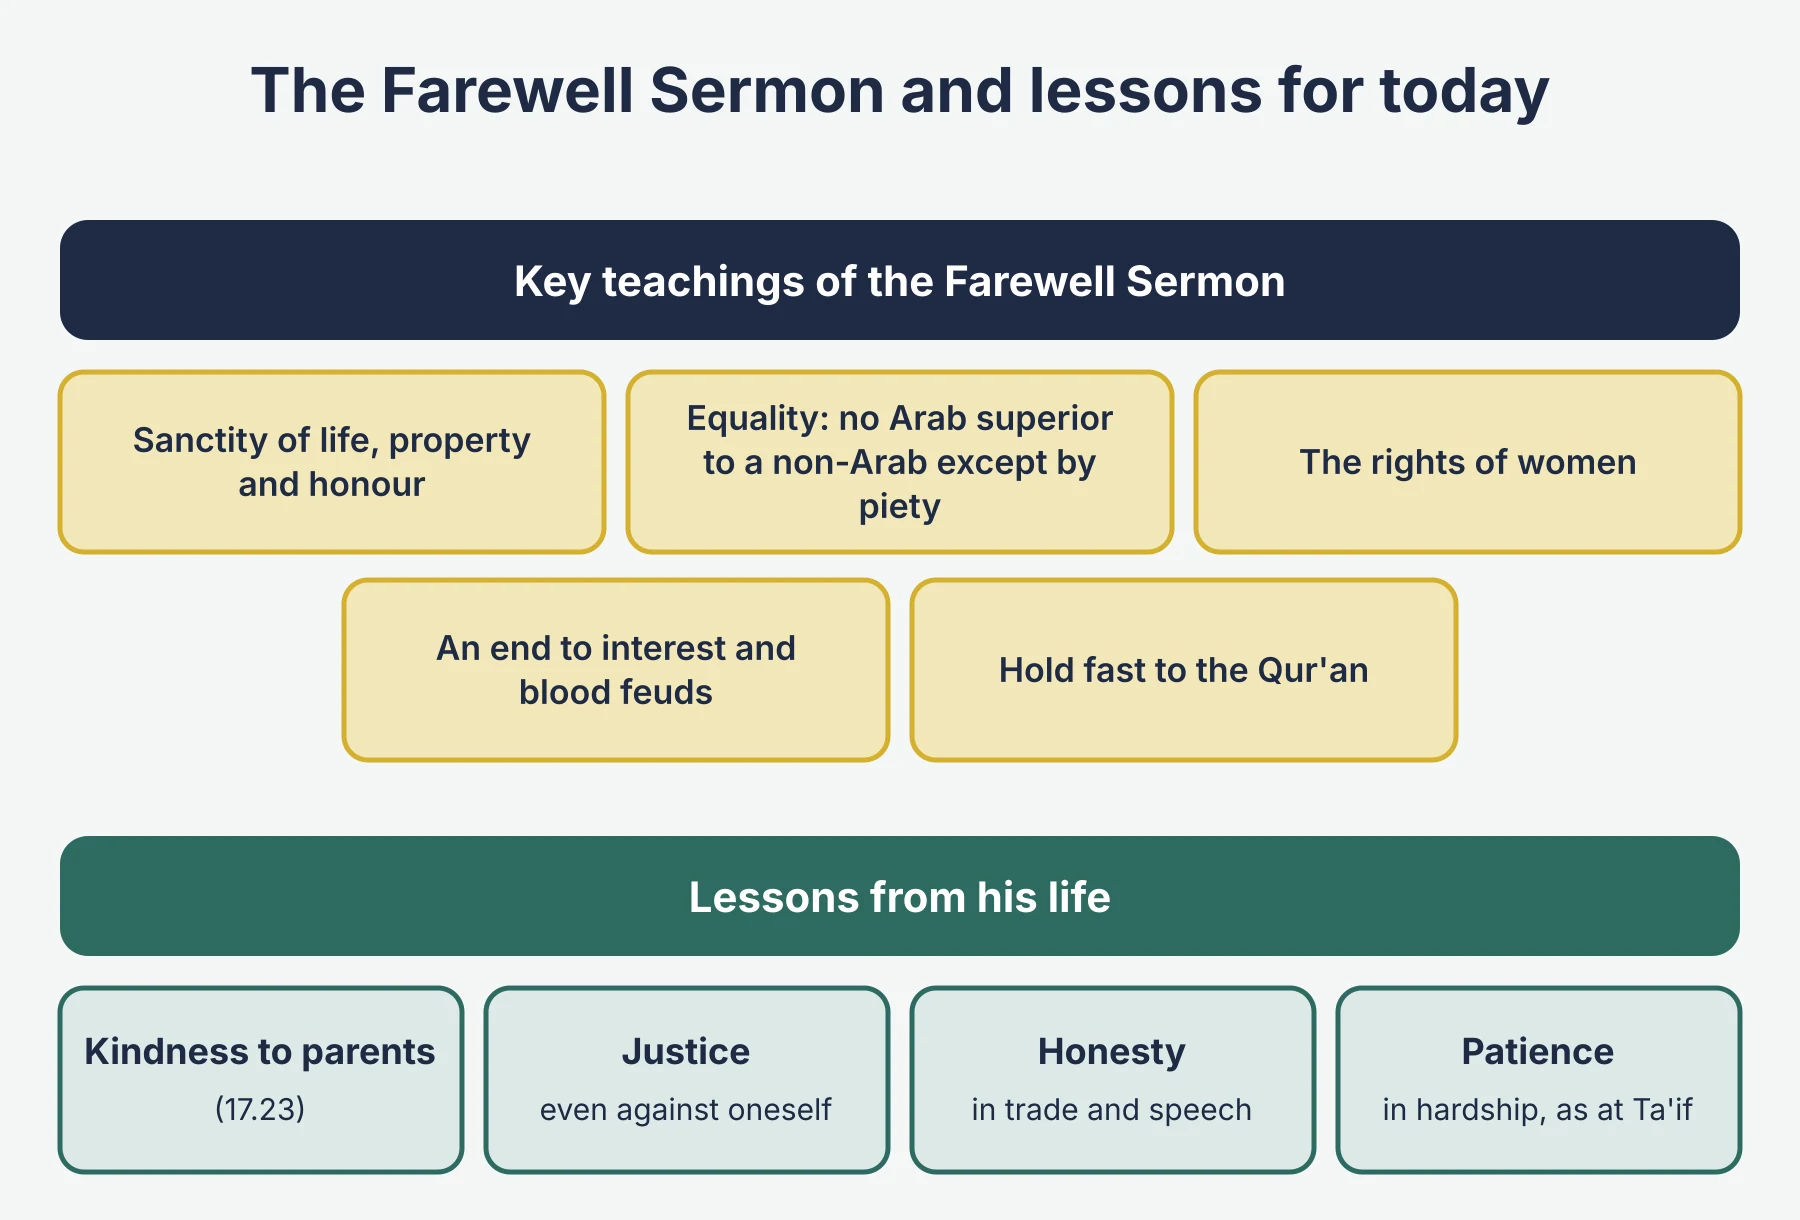 The Farewell Sermon and lessons for today
Key teachings of the Farewell Sermon
Sanctity of life, property
and honour
Equality: no Arab superior
to a non-Arab except by
piety
The rights of women
An end to interest and
blood feuds
Hold fast to the Qur'an
Lessons from his life
Kindness to parents
(17.23)
Justice
even against oneself
Honesty
in trade and speech
Patience
in hardship, as at Ta'if